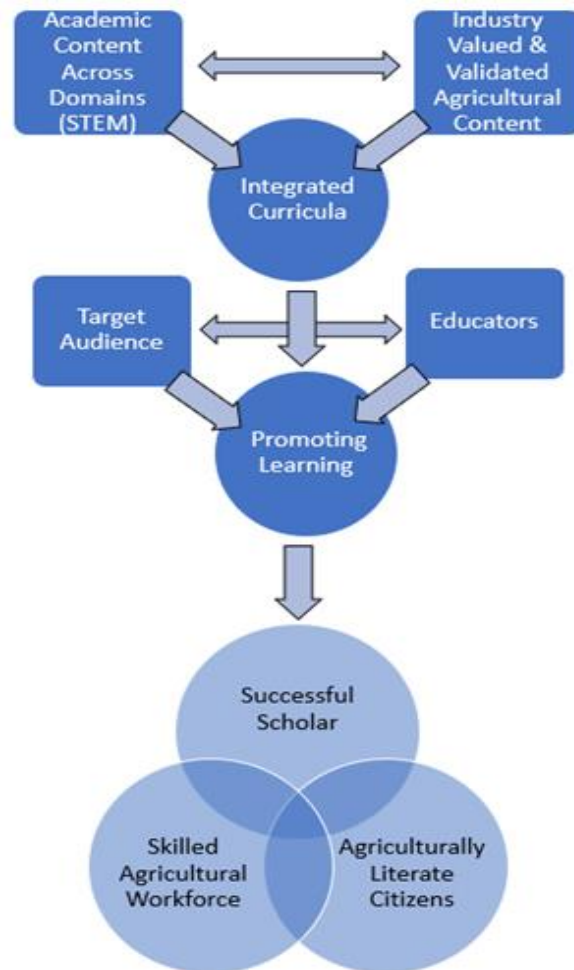 Academic
Content
Across
Domains
(STEM)
Industry
Valued &
Validated
Agricultural
Content
Integrated
Curricula
Target
Audience
Educators
Promoting
Learning
Successful
Scholar
Skilled
Agricultural
Workforce
Agriculturally
Literate
Citizens